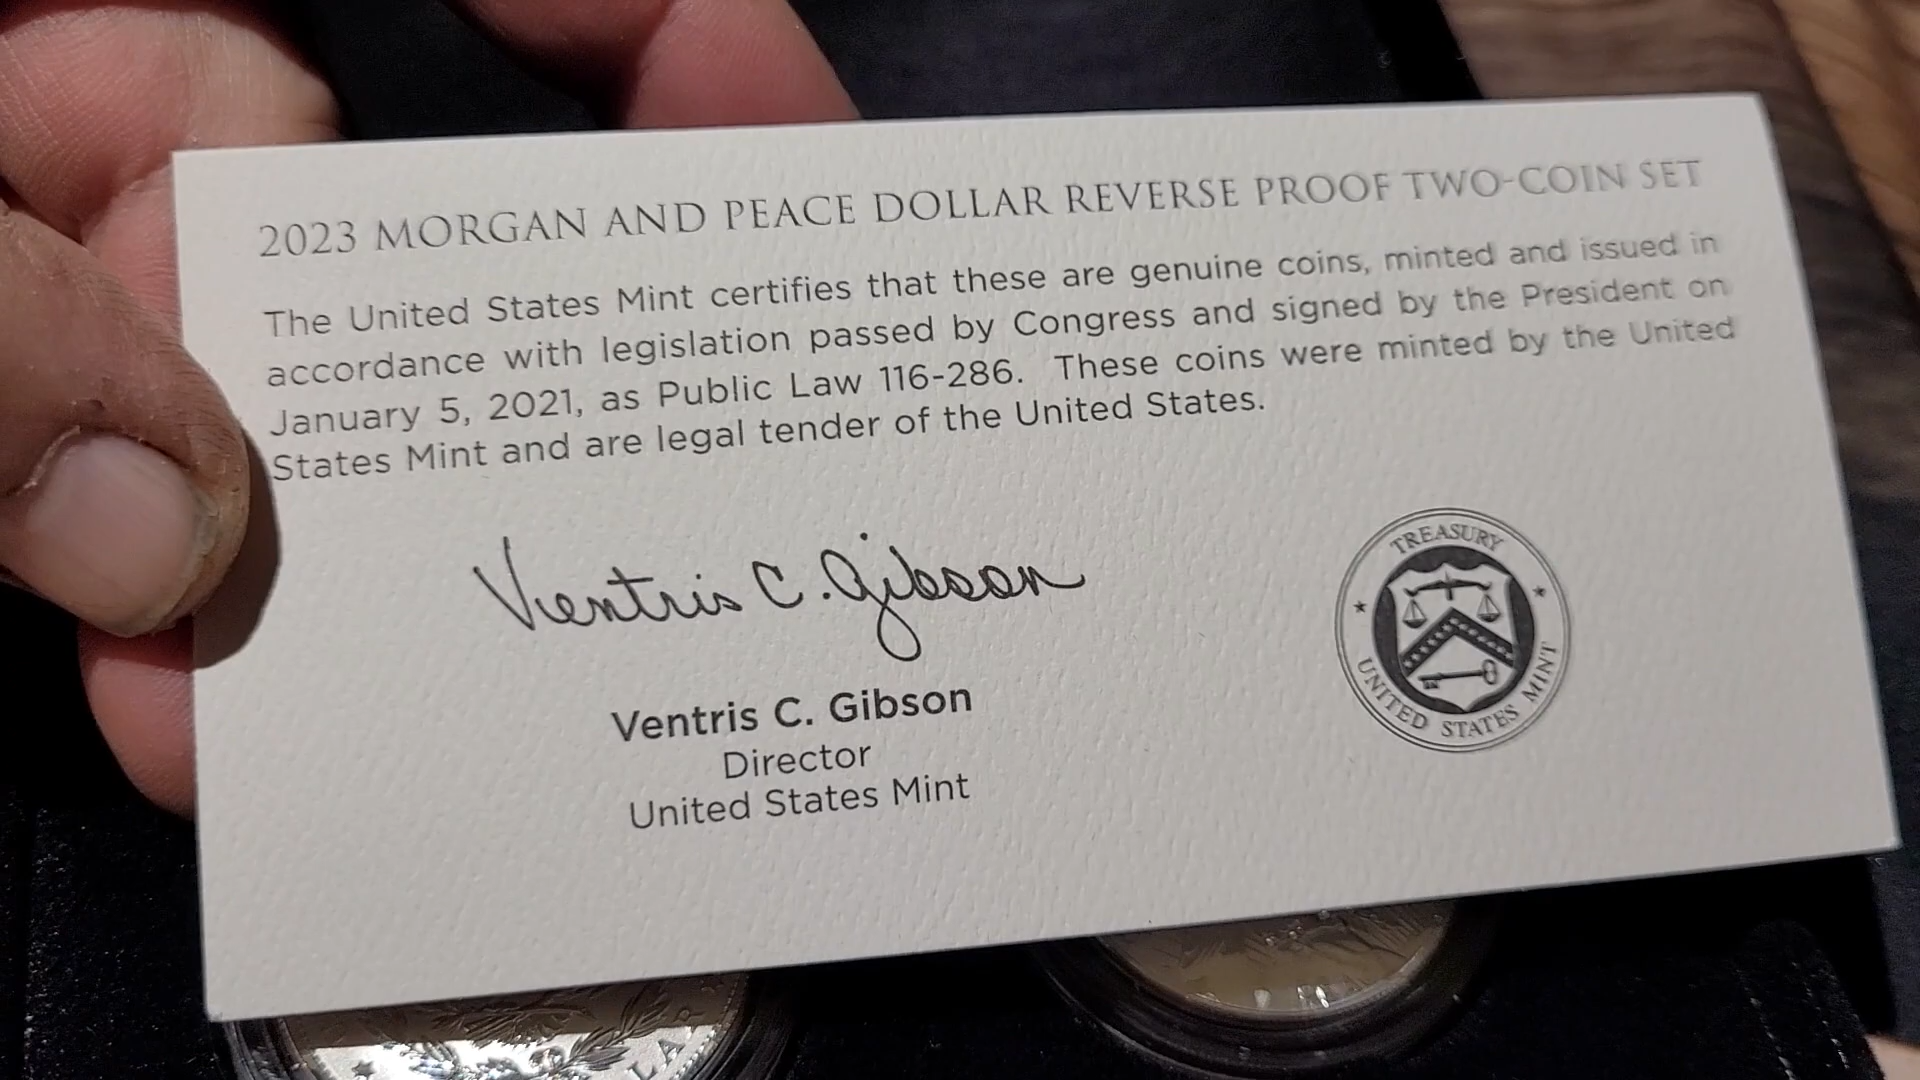 2023 MORGAN AND PEACE DOLLAR REVERSE PROOF TWO-COIN SET
The United States Mint certifies that these are genuine coins, minted and issued in
accordance with legislation passed by Congress and signed by the President on
January 5, 2021, as Public Law 116-286. These coins were minted by the United
States Mint and are legal tender of the United States.
Ventris C. Gibson
Ventris C. Gibson
Director
United States Mint
TREASURY
UNITED STATES MINT